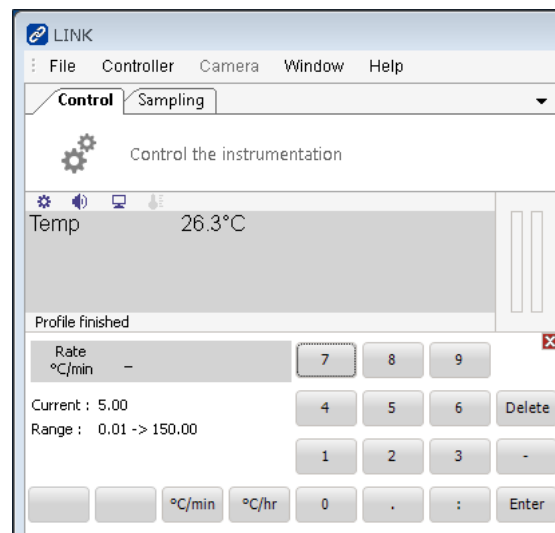 LINK
File Controller Camera Window Help
Control Sampling
Control the instrumentation
Temp 26.3°C
Profile finished
Rate
°C/min –
7 8 9
Current : 5.00
Range : 0.01 -> 150.00
4 5 6 Delete
1 2 3 -
°C/min °C/hr 0 . : Enter